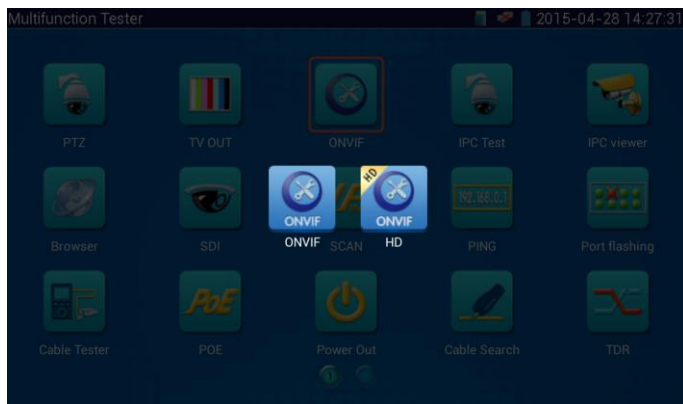 Multifunction Tester 2015-04-28 14:27:31
PTZ TV OUT ONVIF IPC Test IPC viewer
HD
ONVIF ONVIF
192.168.0.1
ONVIF HD
Browser SDI SCAN PING Port flashing
PoE
Cable Tester POE Power Out Cable Search TDR
1